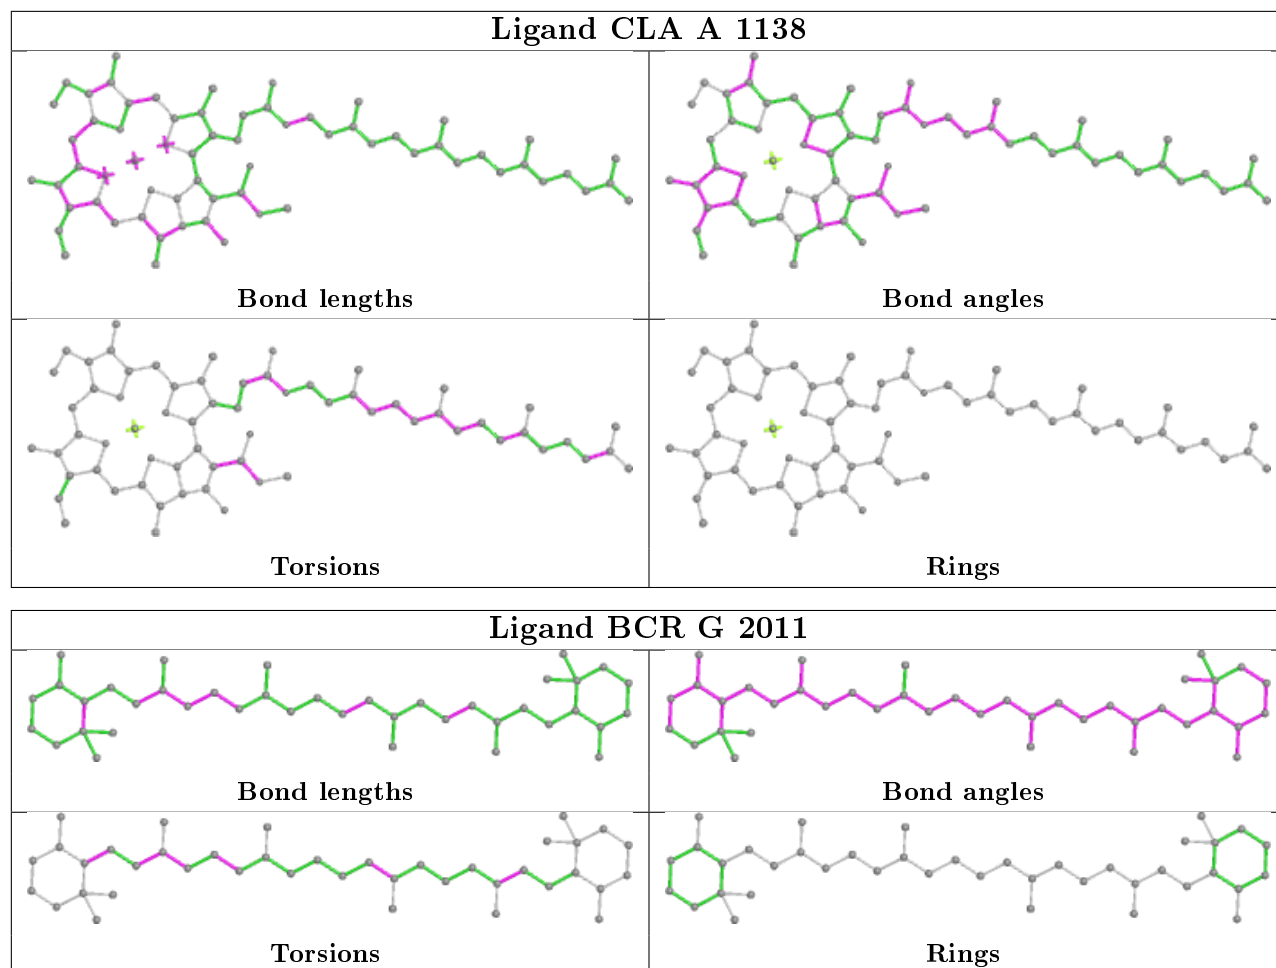 Ligand CLA A 1138
Bond lengths
Bond angles
Torsions
Rings
Ligand BCR G 2011
Bond lengths
Bond angles
Torsions
Rings